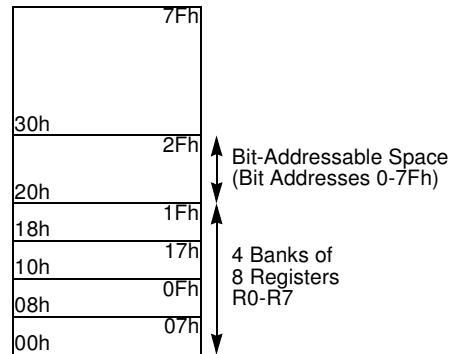 7Fh
30h
2Fh
Bit-Addressable Space
(Bit Addresses 0-7Fh)
20h
1Fh
18h
17h
10h
4 Banks of
8 Registers
R0-R7
0Fh
08h
07h
00h